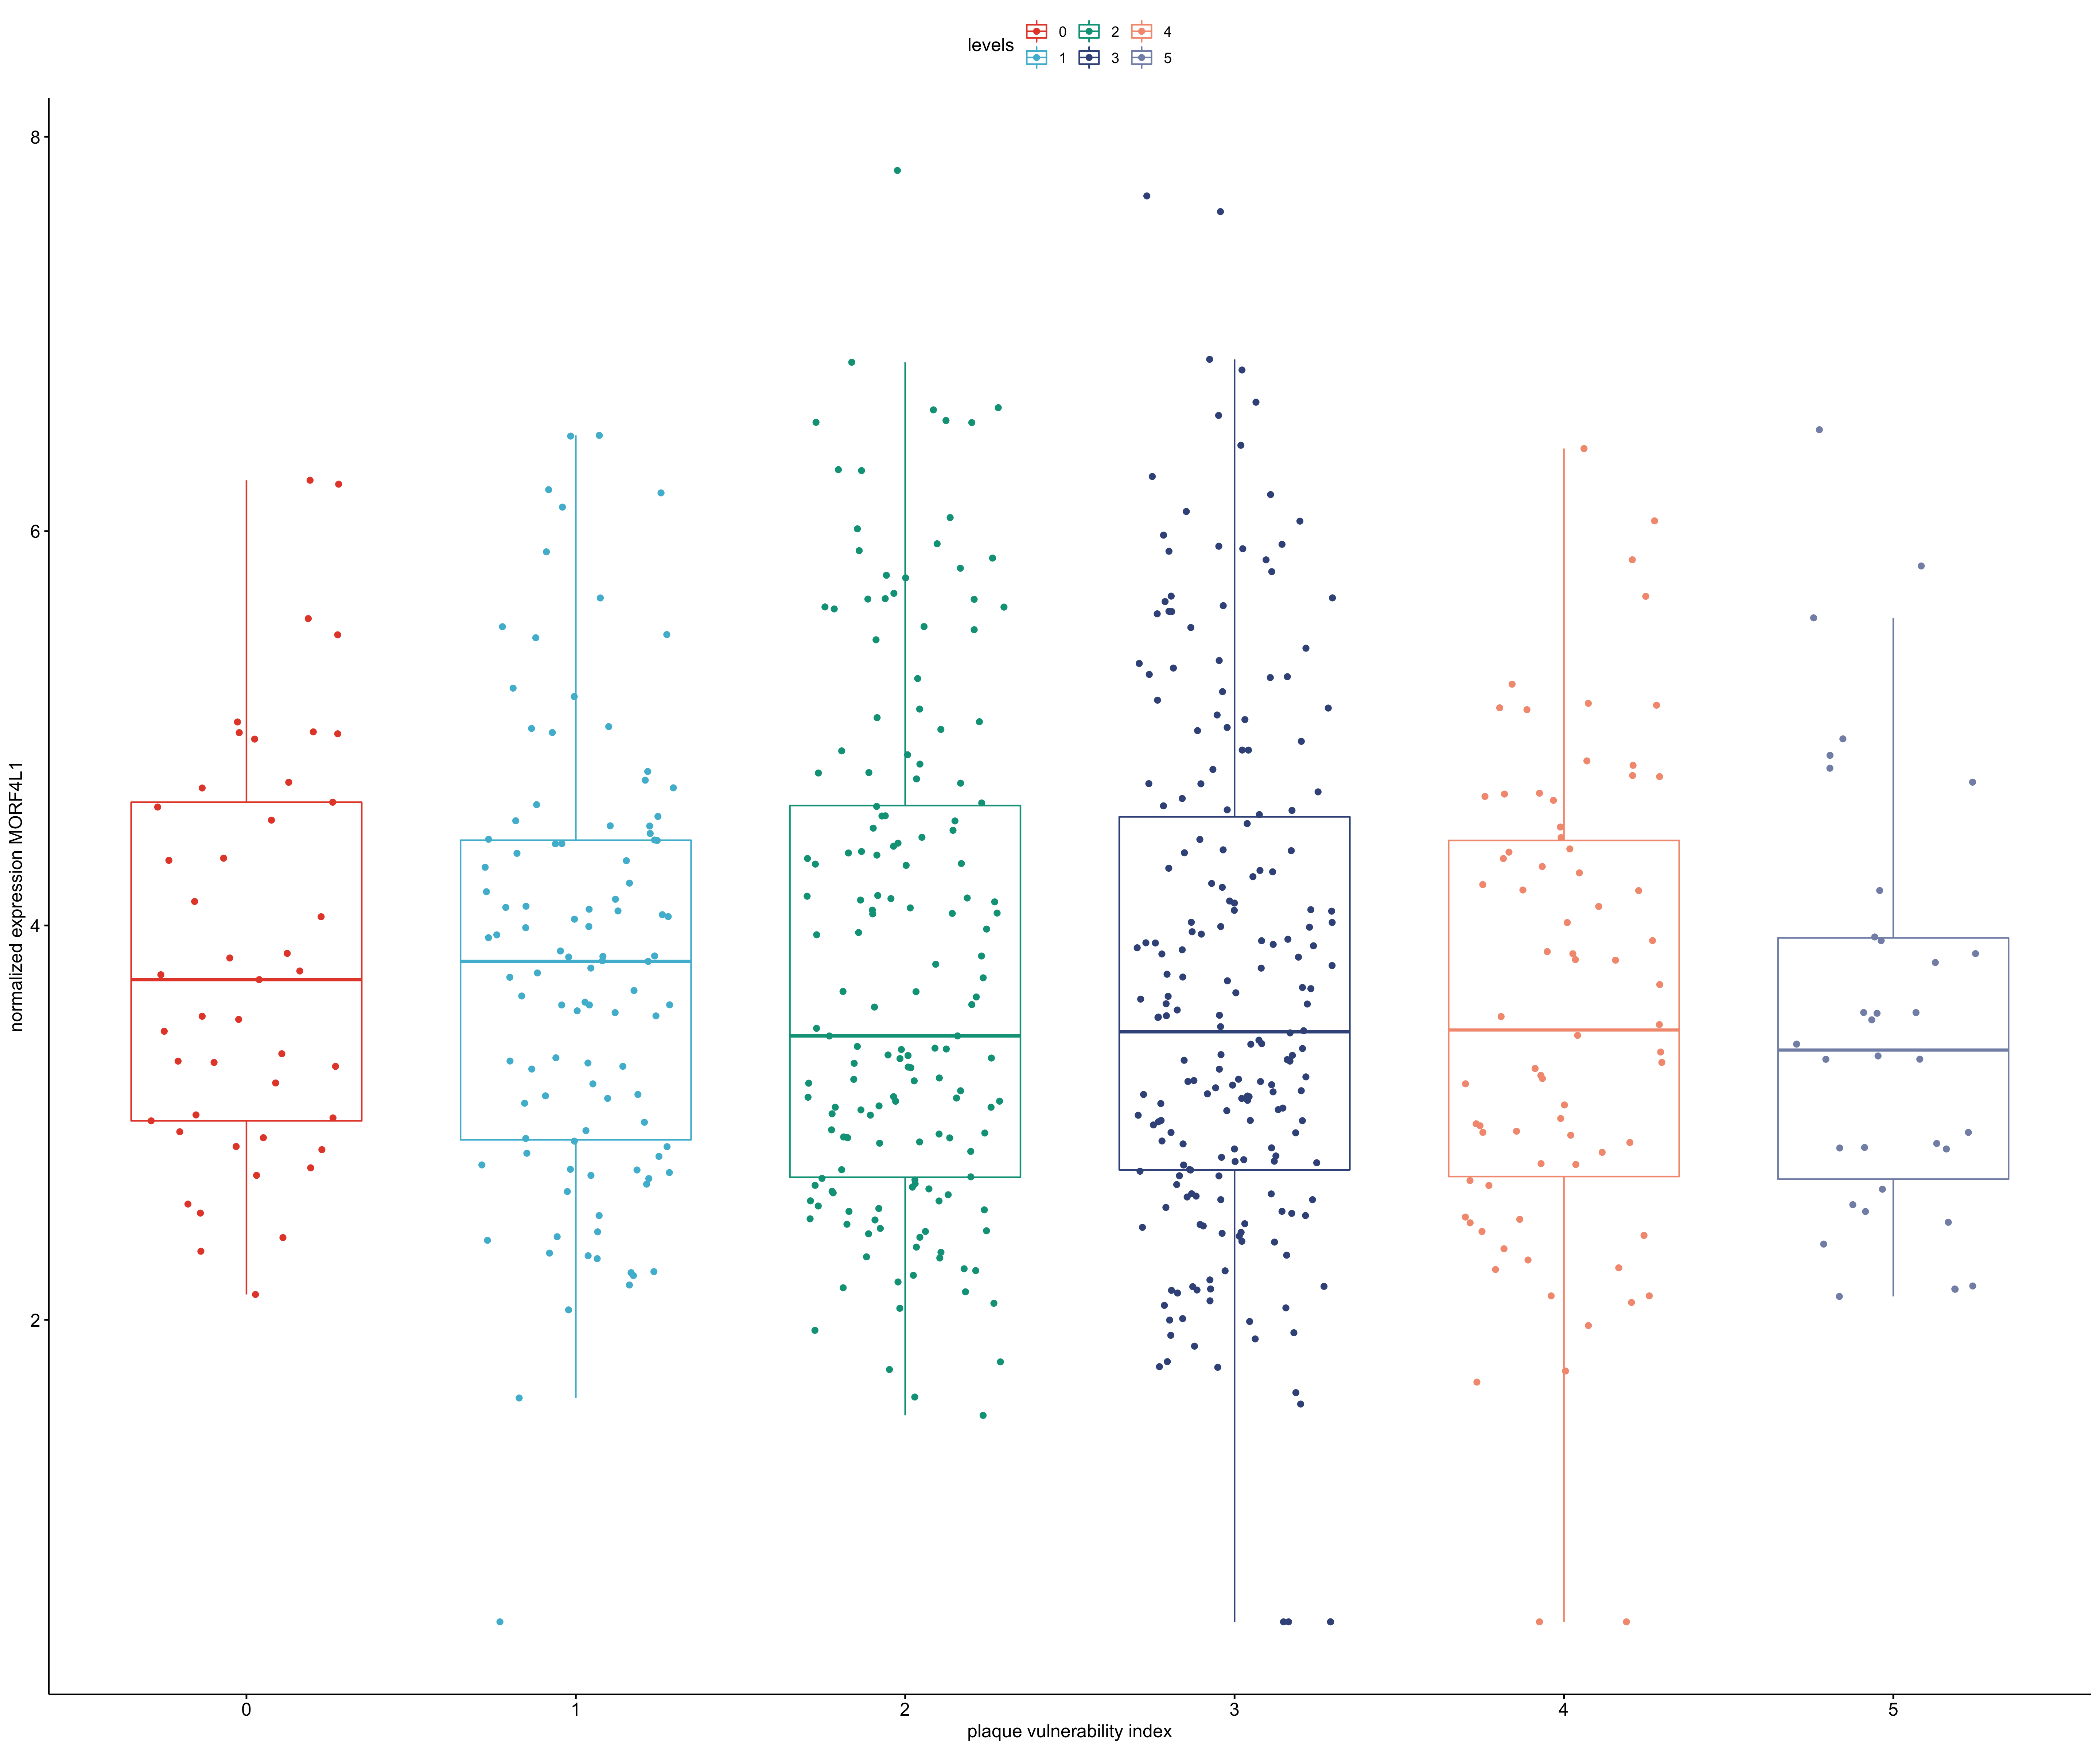 levels 0 2 4
1 3 5
8
6
4
2
normalized expression MORF4L1
0 1 2 3 4 5
plaque vulnerability index